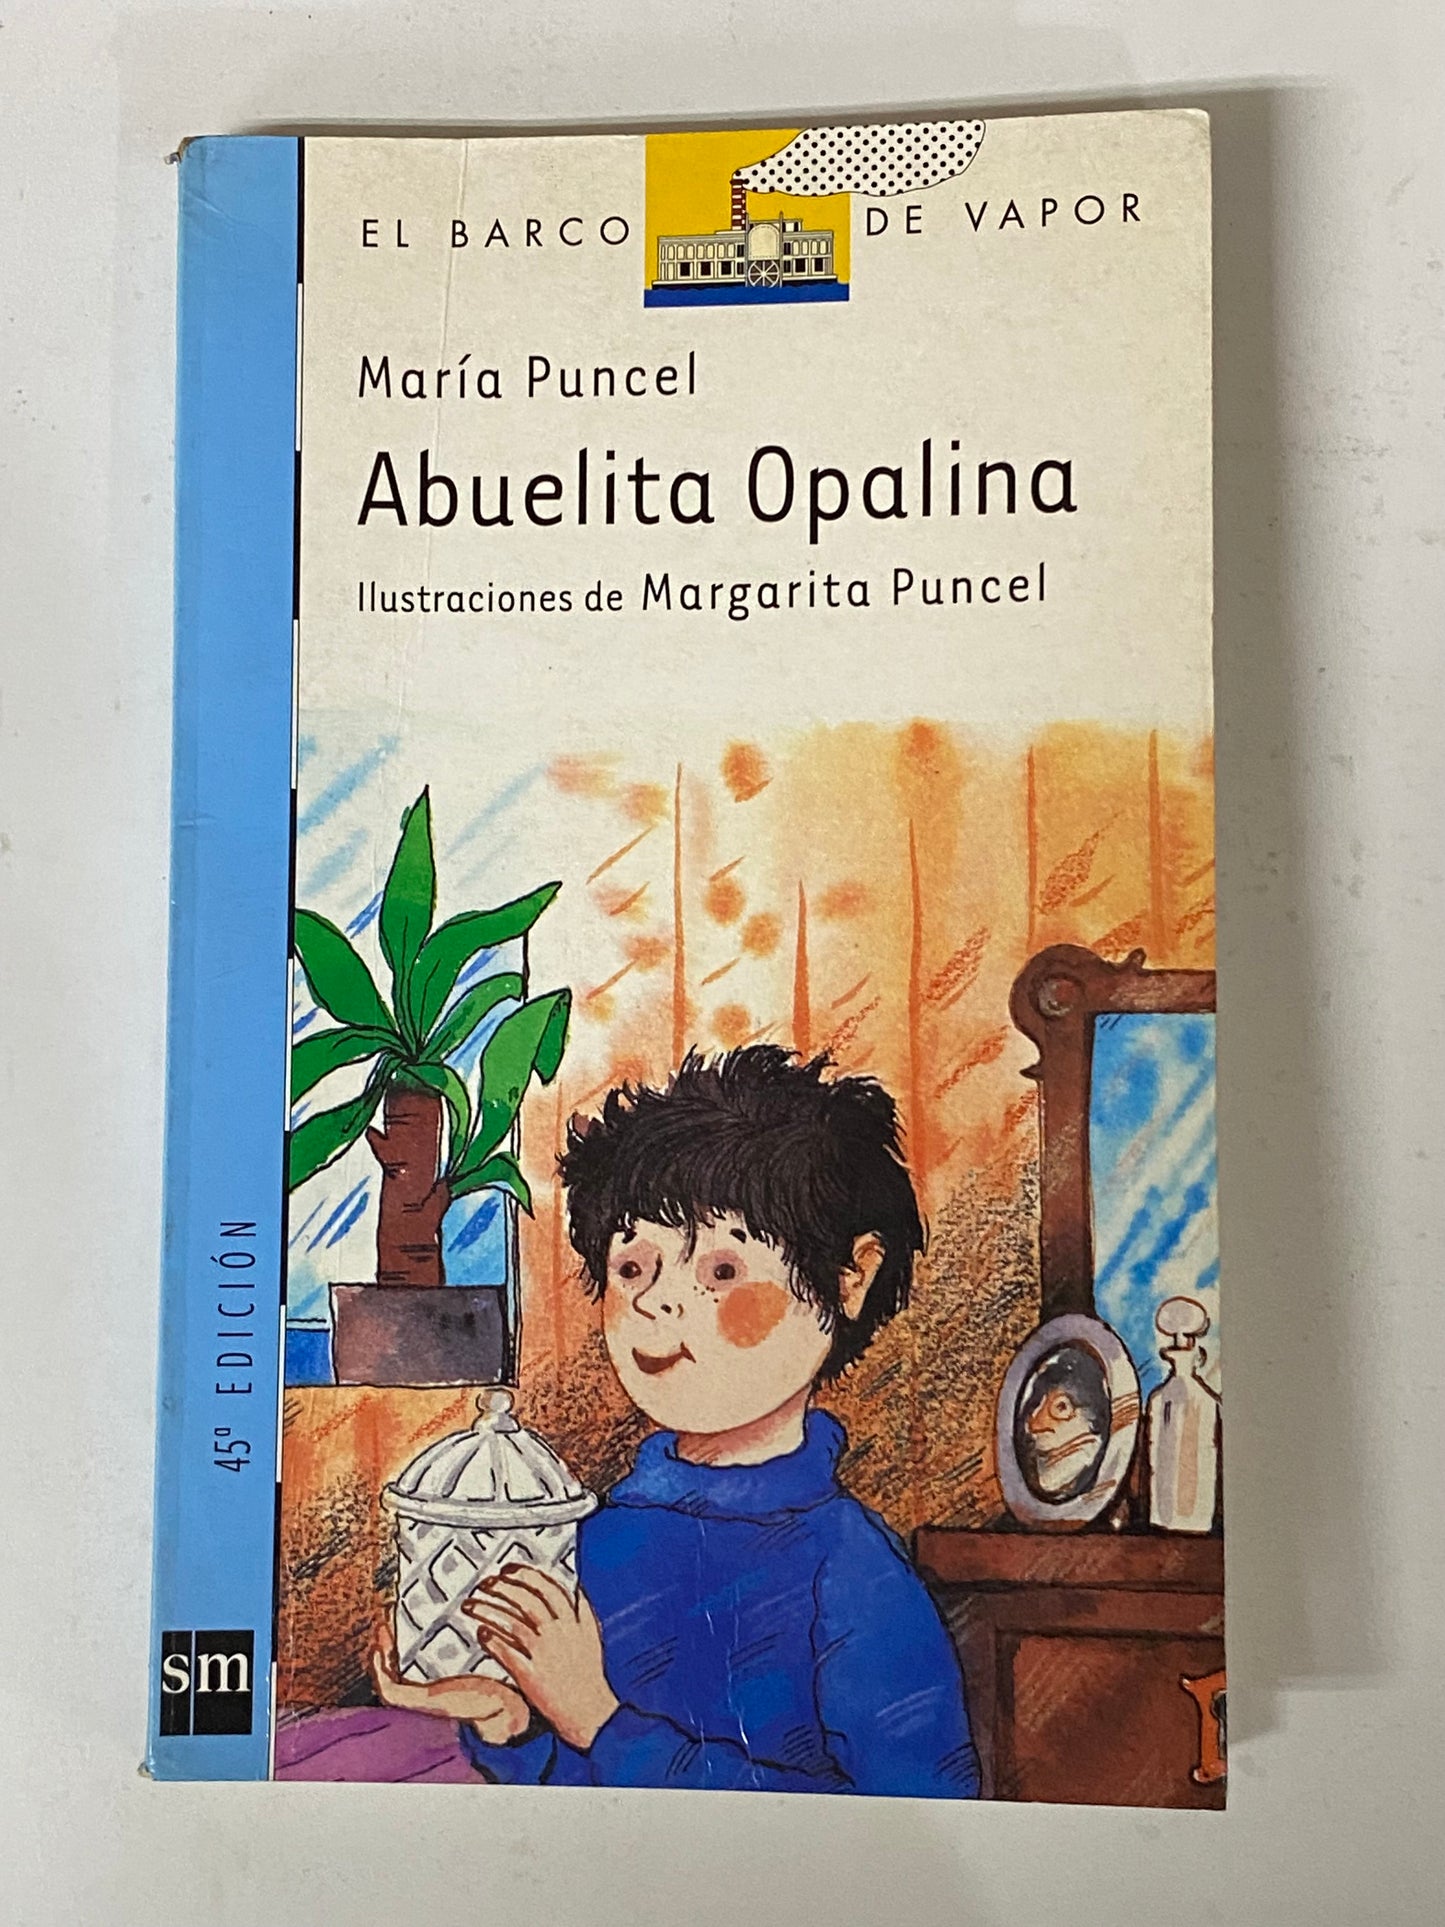 EL BARCO DE VAPOR
María Puncel
Abuelita Opalina
Ilustraciones de Margarita Puncel
45ª EDICIÓN
sm